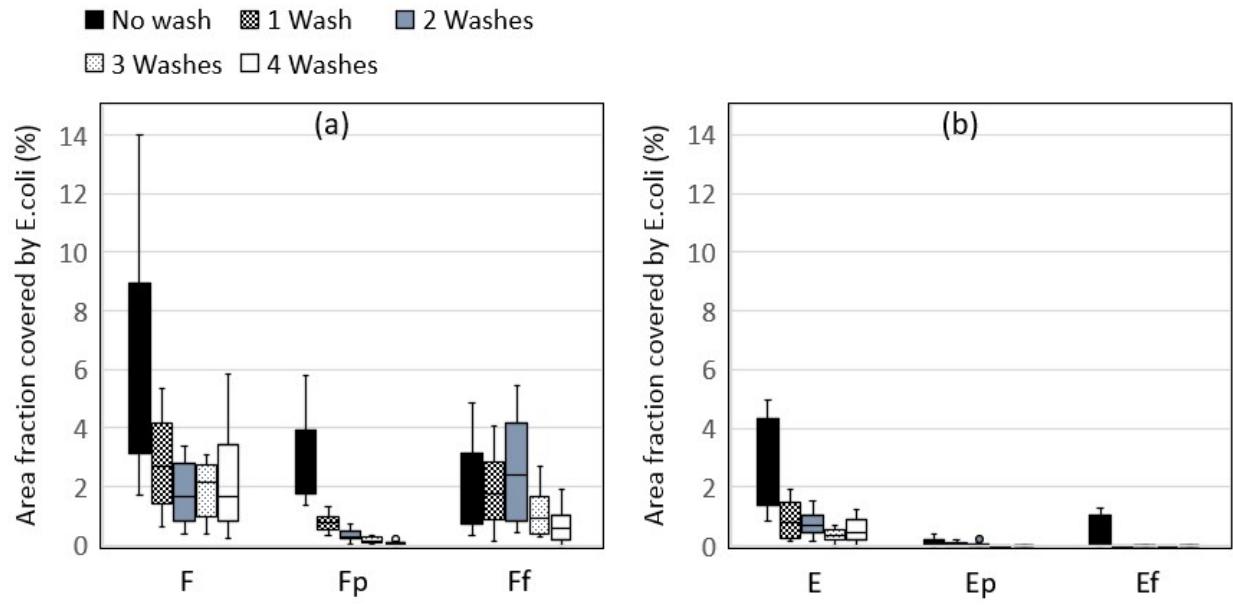 No wash 1 Wash 2 Washes
3 Washes 4 Washes
(a)
Area fraction covered by E.coli (%)
14
12
10
8
6
4
2
0
F Fp Ff
(b)
Area fraction covered by E.coli (%)
14
12
10
8
6
4
2
0
E Ep Ef